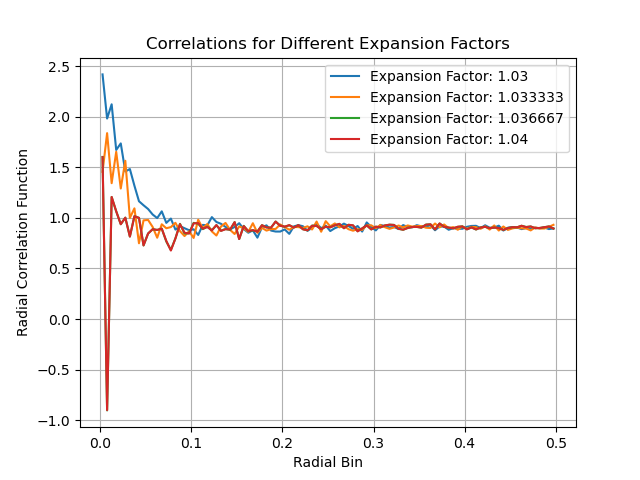 Correlations for Different Expansion Factors
Expansion Factor: 1.03
Expansion Factor: 1.033333
Expansion Factor: 1.036667
Expansion Factor: 1.04
Radial Correlation Function
2.5
2.0
1.5
1.0
0.5
0.0
−0.5
−1.0
0.0 0.1 0.2 0.3 0.4 0.5
Radial Bin